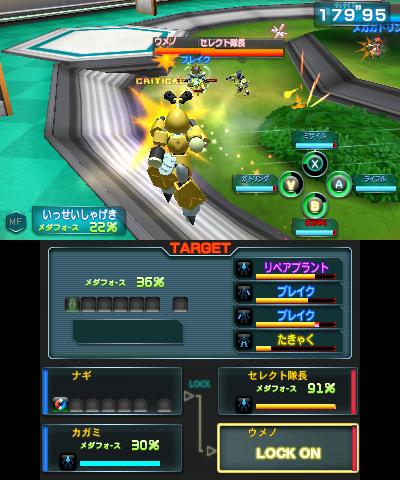 179"95
ウメノ セレクト隊長
ブレイク
メガガトリン
CRITICAL
ミサイル
X
ガトリング
Y
A
ライフル
B
MF
いっせいしゃげき
メダフォース 22%
TARGET
メダフォース 36%
リペアプラント
ブレイク
ブレイク
たきゃく
ナギ
LOCK
セレクト隊長
メダフォース 91%
カガミ
メダフォース 30%
ウメノ
LOCK ON